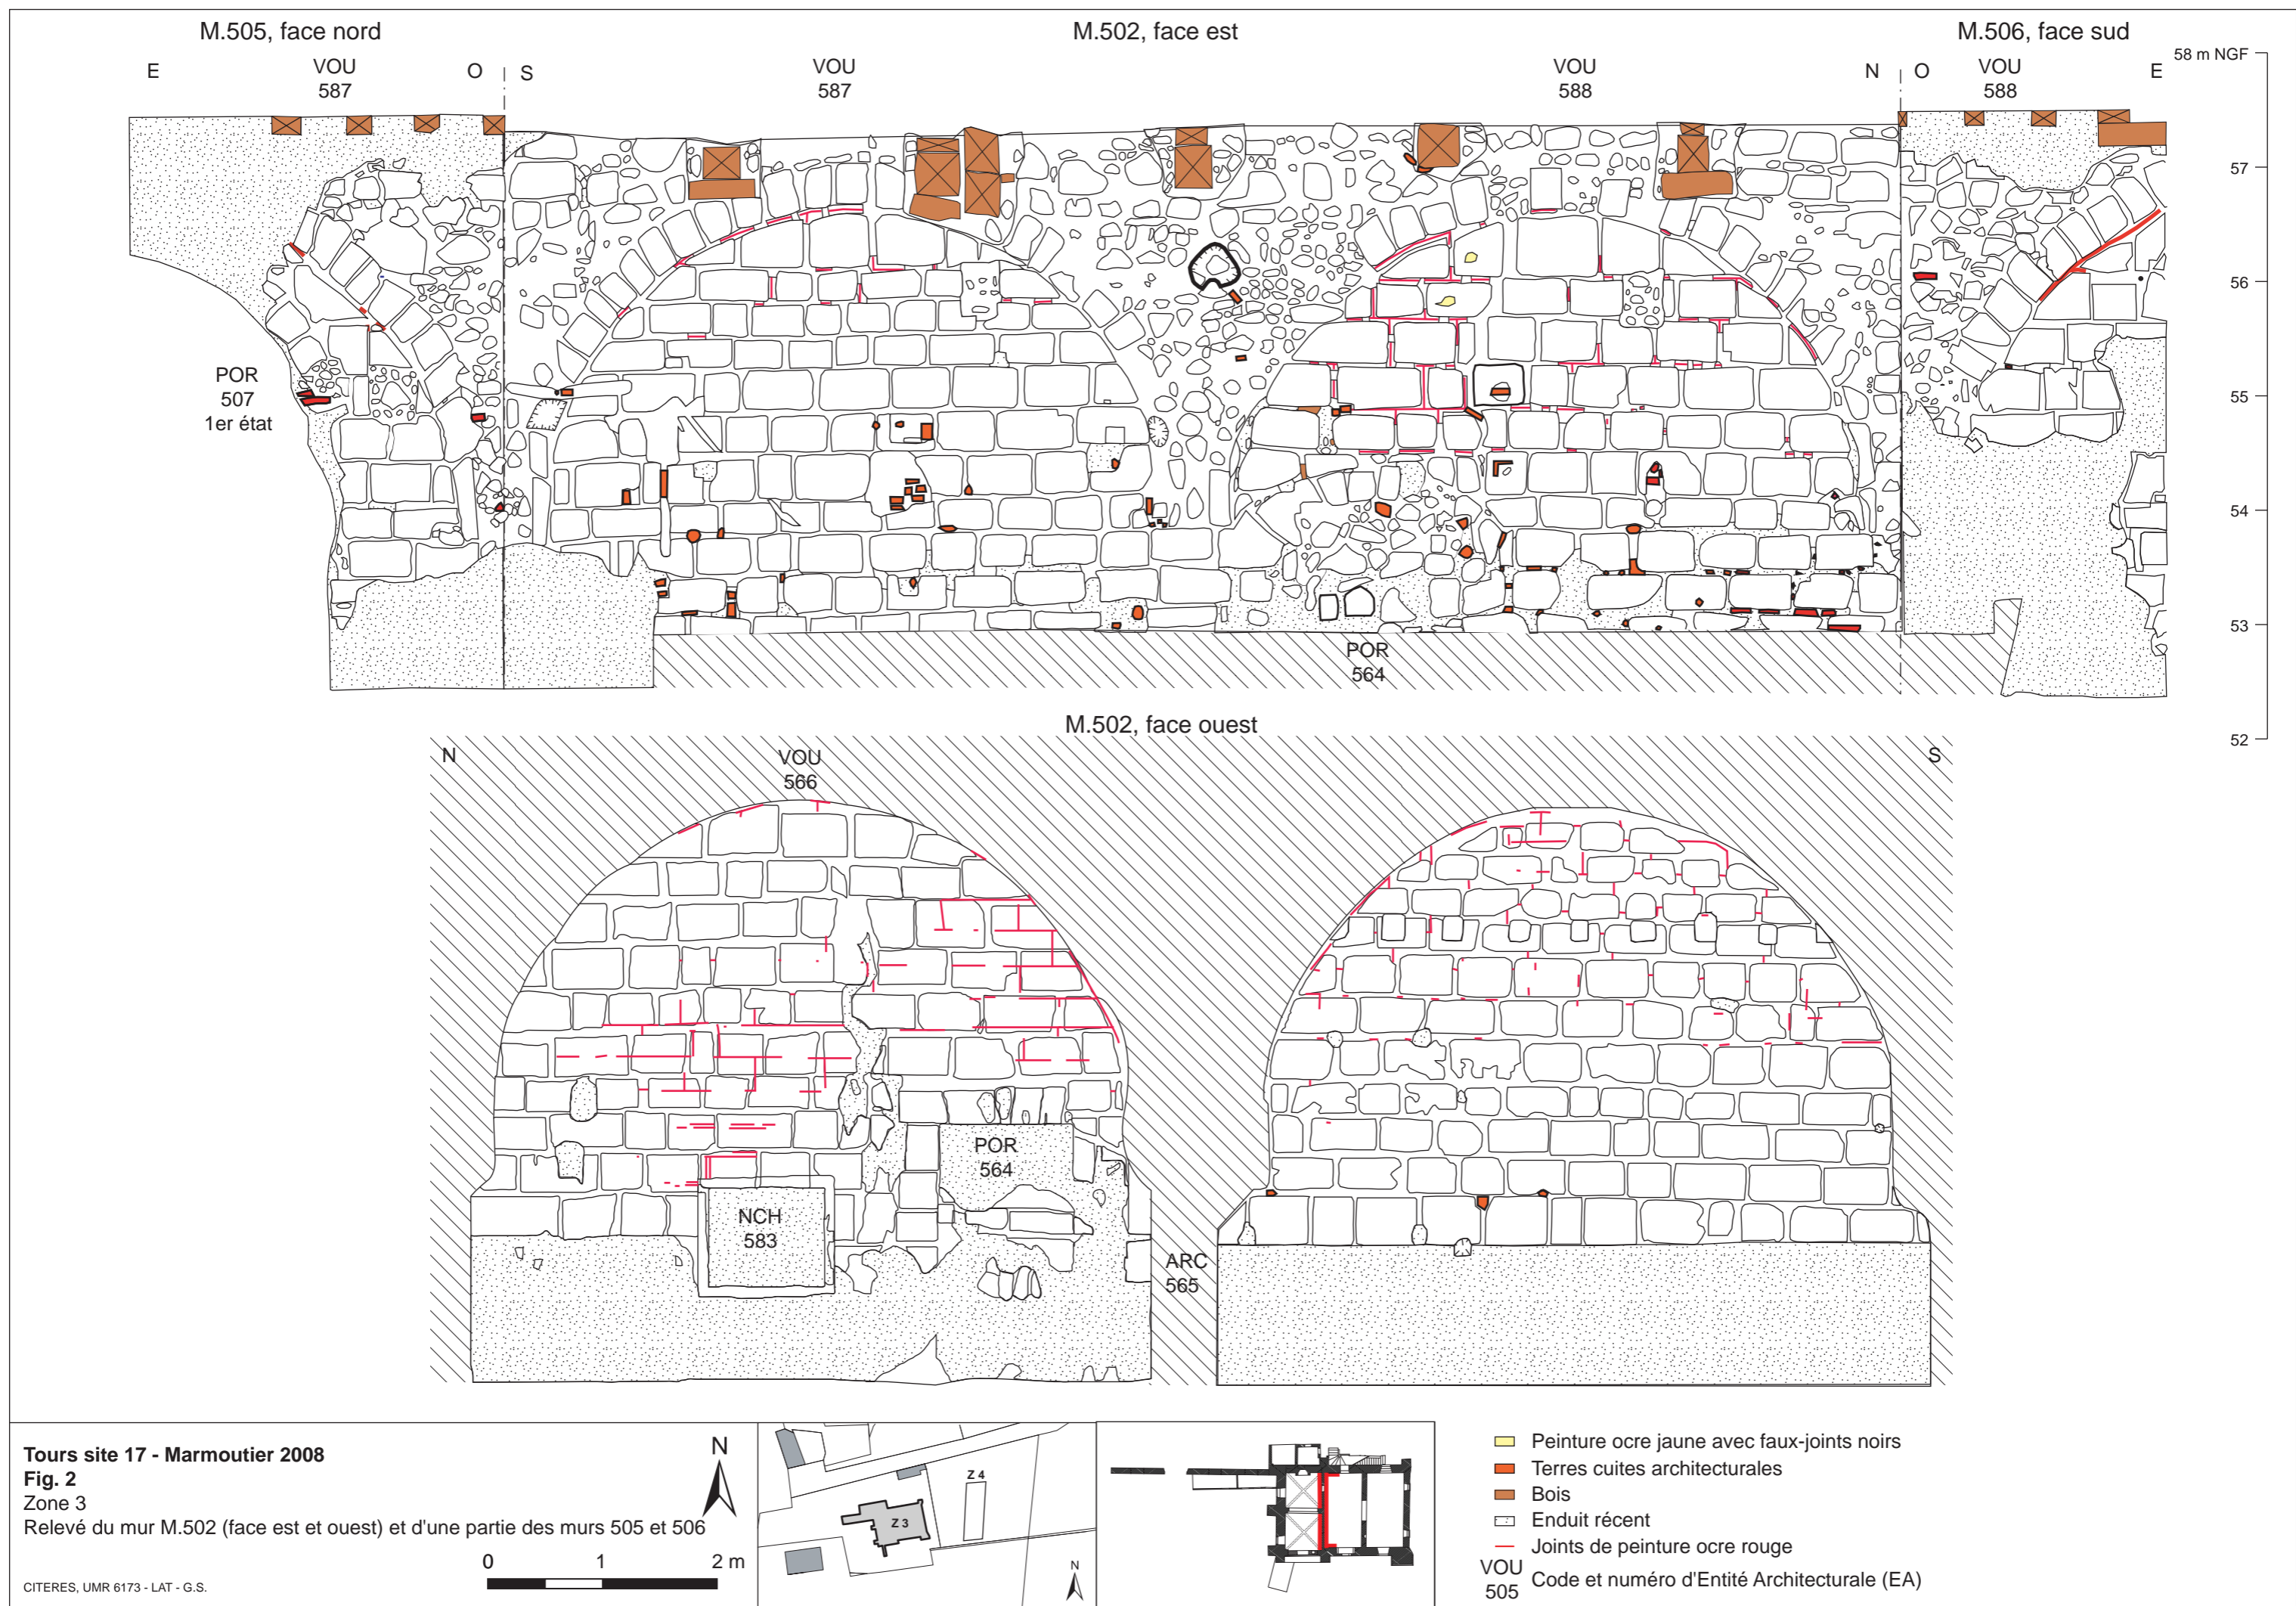 M.505, face nord
M.502, face est
M.506, face sud
58 m NGF
E
VOU
587
O
S
VOU
587
VOU
588
N
O
VOU
588
E
57
56
55
54
53
52
POR
507
1er état
POR
564
M.502, face ouest
N
VOU
566
S
POR
564
NCH
583
ARC
565
Tours site 17 - Marmoutier 2008
Fig. 2
Zone 3
Relevé du mur M.502 (face est et ouest) et d'une partie des murs 505 et 506
N
0 1 2 m
CITERES, UMR 6173 - LAT - G.S.
Z 4
Z 3
N
Peinture ocre jaune avec faux-joints noirs
Terres cuites architecturales
Bois
Enduit récent
Joints de peinture ocre rouge
VOU
505
Code et numéro d'Entité Architecturale (EA)